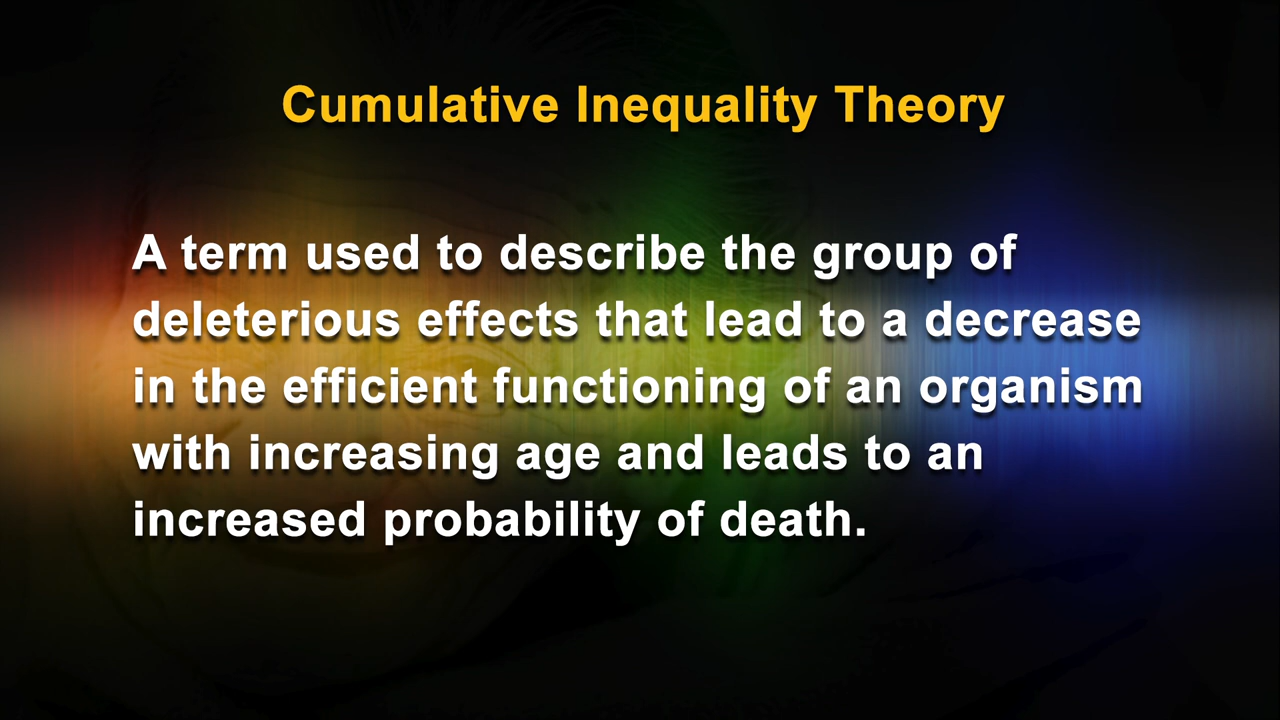 Cumulative Inequality Theory
A term used to describe the group of
deleterious effects that lead to a decrease
in the efficient functioning of an organism
with increasing age and leads to an
increased probability of death.